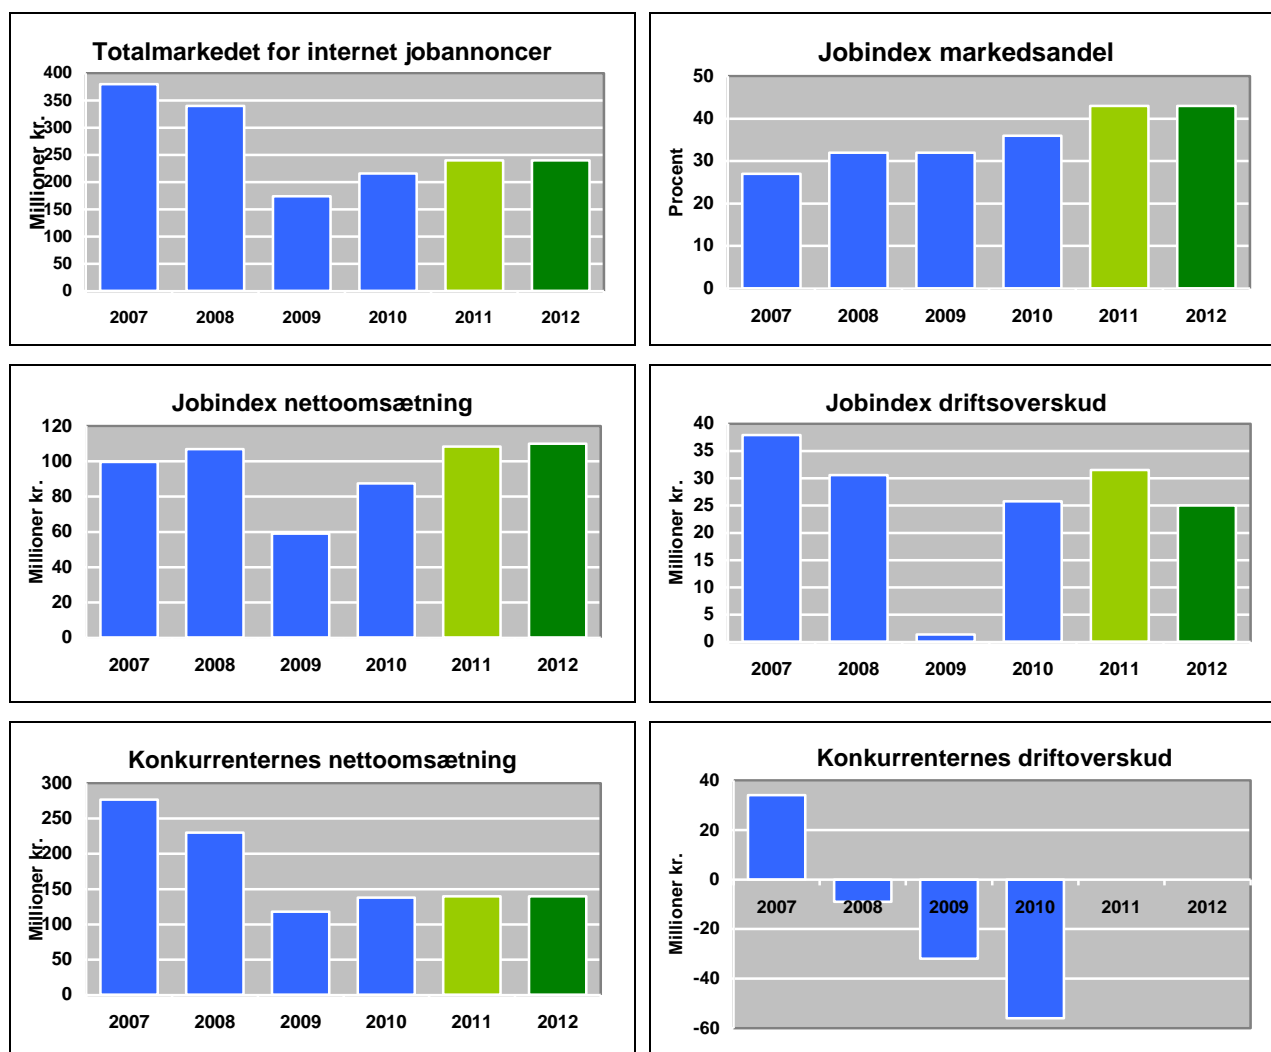 Totalmarkedet for internet jobannoncer
Millioner kr.
400
350
300
250
200
150
100
50
0
2007 2008 2009 2010 2011 2012
Jobindex markedsandel
Procent
50
40
30
20
10
0
2007 2008 2009 2010 2011 2012
Jobindex nettoomsætning
Millioner kr.
120
100
80
60
40
20
0
2007 2008 2009 2010 2011 2012
Jobindex driftsoverskud
Millioner kr.
40
35
30
25
20
15
10
5
0
2007 2008 2009 2010 2011 2012
Konkurrenternes nettoomsætning
Millioner kr.
300
250
200
150
100
50
0
2007 2008 2009 2010 2011 2012
Konkurrenternes driftoverskud
Millioner kr.
40
20
0
-20
-40
-60
2007 2008 2009 2010 2011 2012